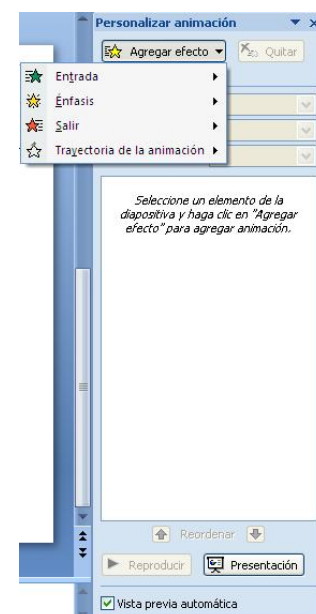 Personalizar animación
Agregar efecto
Quitar
Entrada
Énfasis
Salir
Trayectoria de la animación
Seleccione un elemento de la
diapositiva y haga clic en "Agregar
efecto" para agregar animación.
Reordenar
Reproducir
Presentación
Vista previa automática